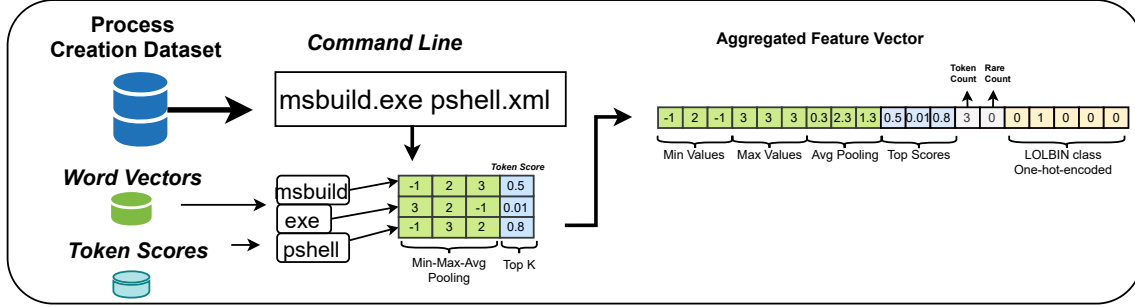 Process
Creation Dataset
Command Line
msbuild.exe pshell.xml
Word Vectors
Token Scores
msbuild
exe
pshell
Token Score
-1 2 3 0.5
3 2 -1 0.01
-1 3 2 0.8
Min-Max-Avg
Pooling
Top K
Aggregated Feature Vector
Token
Count
Rare
Count
-1 2 -1 3 3 3 0.3 2.3 1.3 0.5 0.01 0.8 3 0 0 1 0 0 0
Min Values
Max Values
Avg Pooling
Top Scores
LOLBIN class
One-hot-encoded